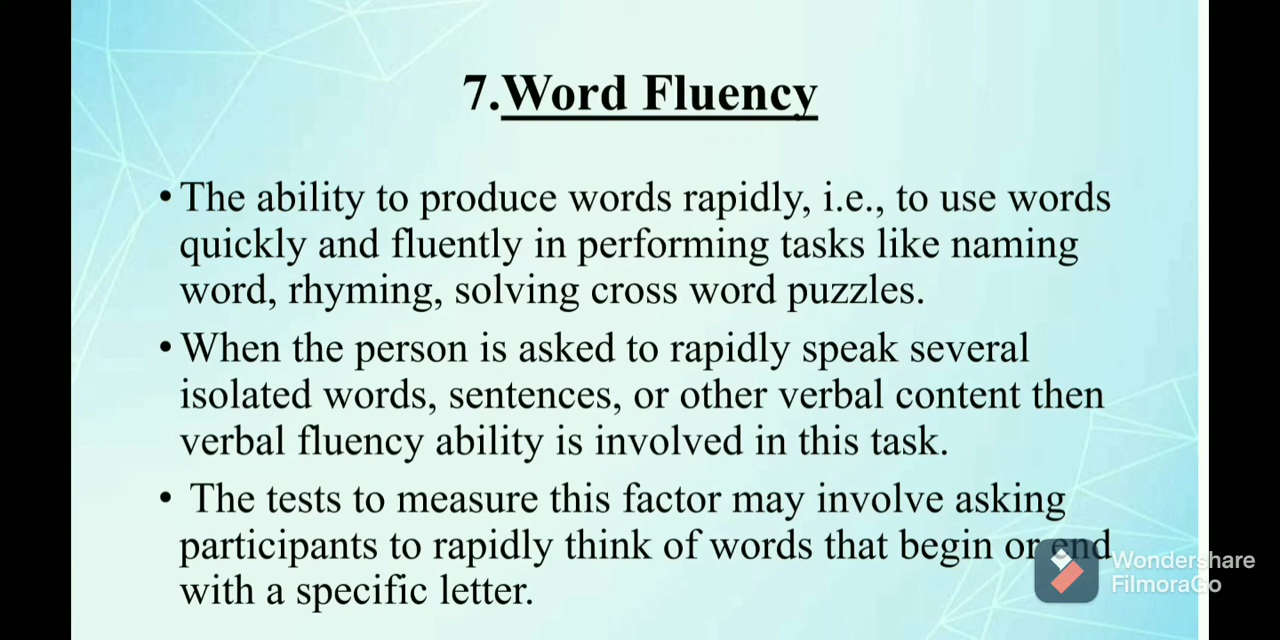 7.Word Fluency
•The ability to produce words rapidly, i.e., to use words
quickly and fluently in performing tasks like naming
word, rhyming, solving cross word puzzles.
•When the person is asked to rapidly speak several
isolated words, sentences, or other verbal content then
verbal fluency ability is involved in this task.
• The tests to measure this factor may involve asking
participants to rapidly think of words that begin or end
with a specific letter.
Wondershare
FilmoraGo